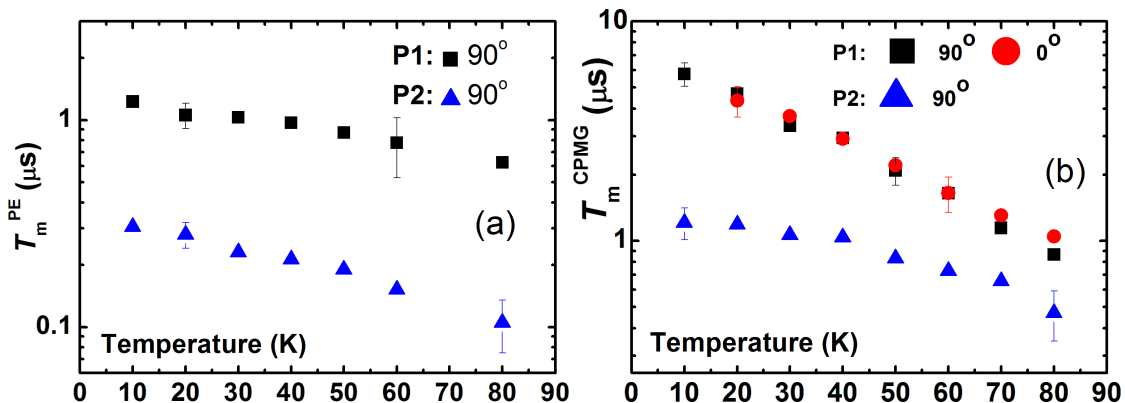 P1: 90°
P2: 90°
1
0.1
T_m^PE (μs)
(a)
Temperature (K)
0 10 20 30 40 50 60 70 80 90
P1: 90° 0°
P2: 90°
10
1
T_m^CPMG (μs)
(b)
Temperature (K)
0 10 20 30 40 50 60 70 80 90